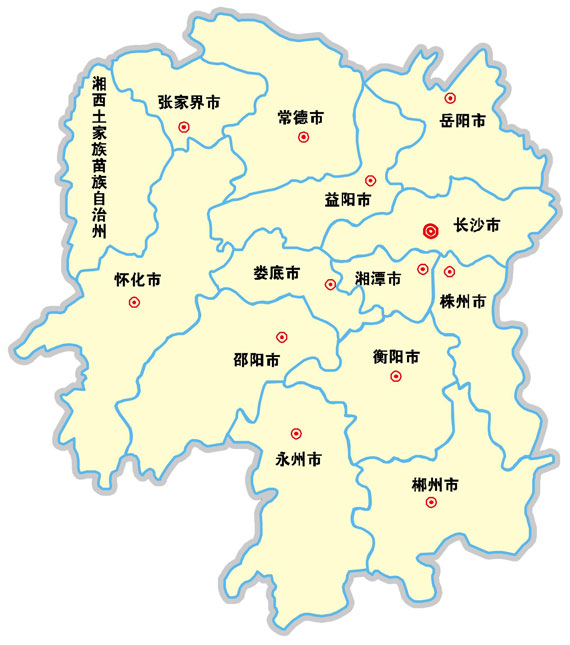 湘西土家族苗族自治州
张家界市
常德市
岳阳市
益阳市
长沙市
怀化市
娄底市
湘潭市
株州市
邵阳市
衡阳市
永州市
郴州市